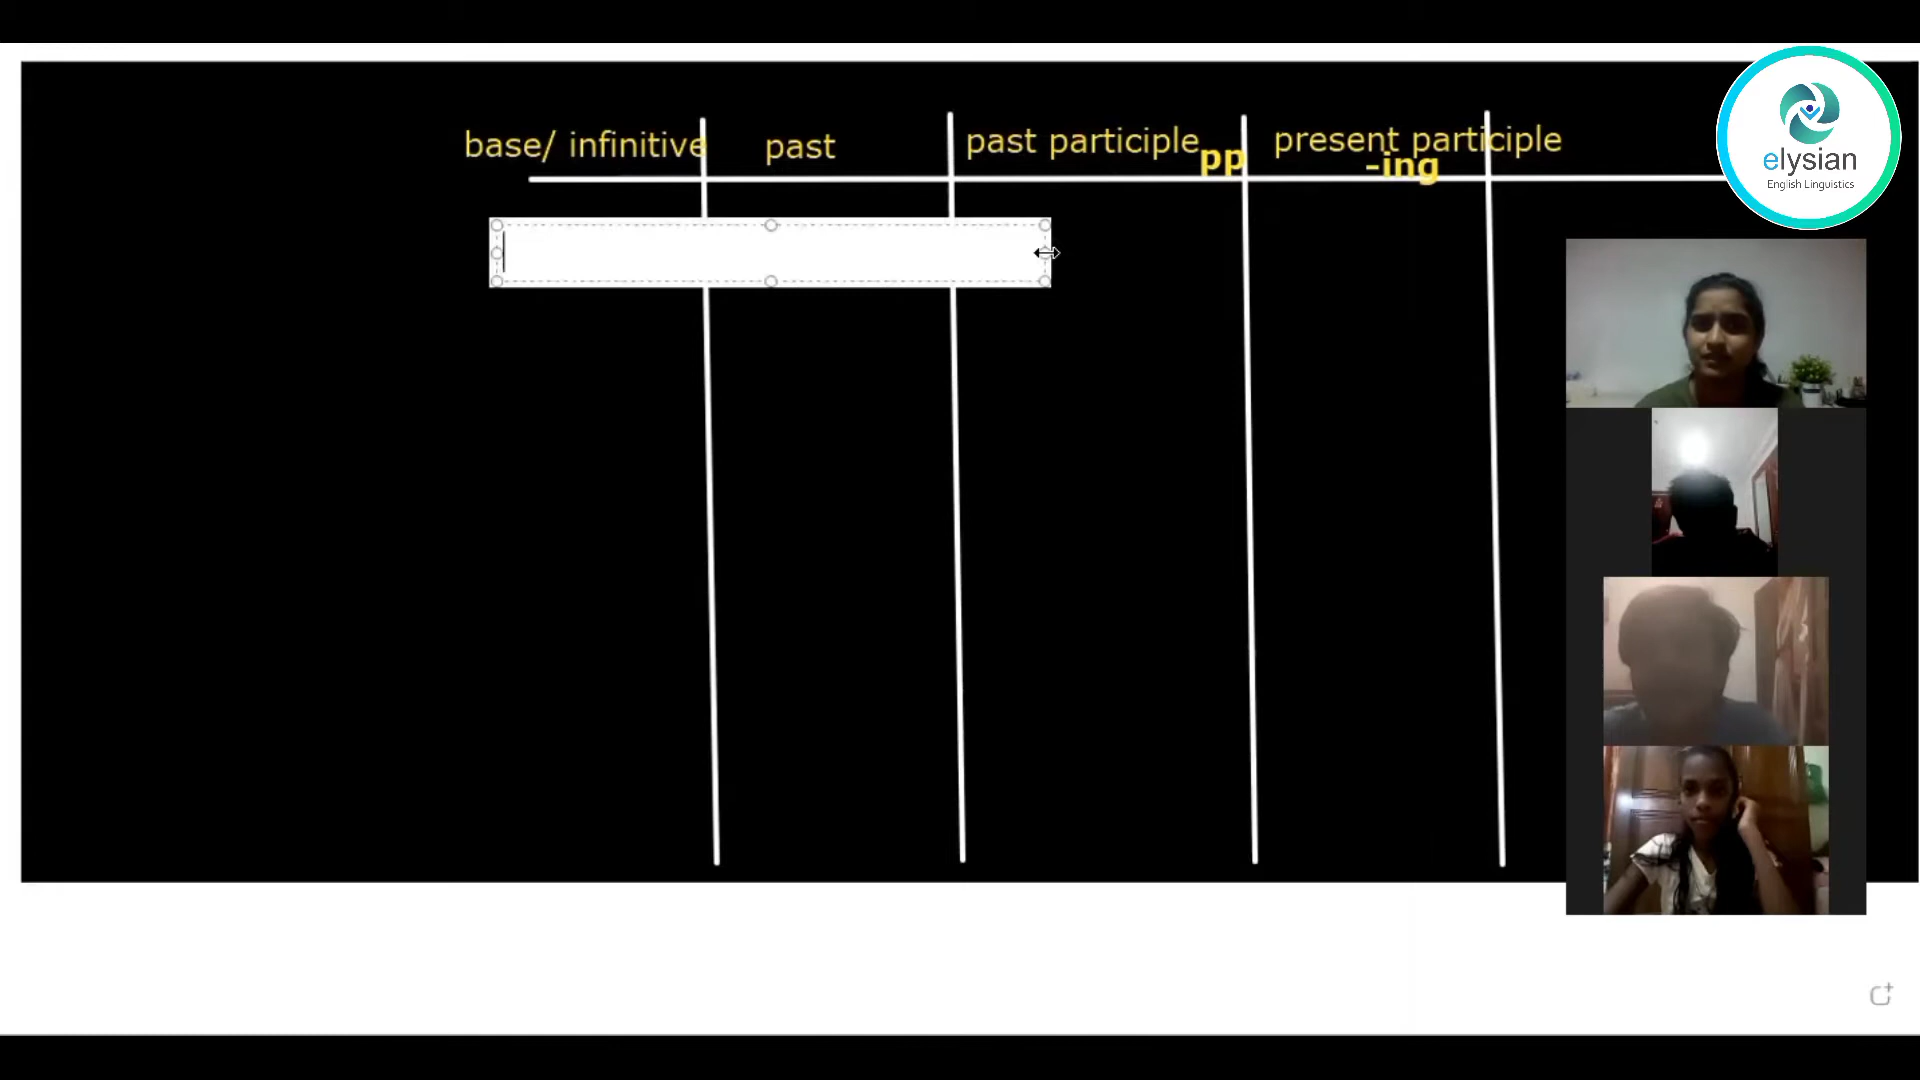 base/ infinitive
past
past participle
pp
present participle
-ing
elysian
English Linguistics